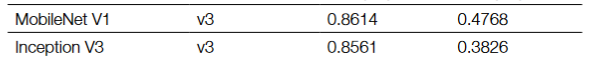 MobileNet V1 v3 0.8614 0.4768
Inception V3 v3 0.8561 0.3826